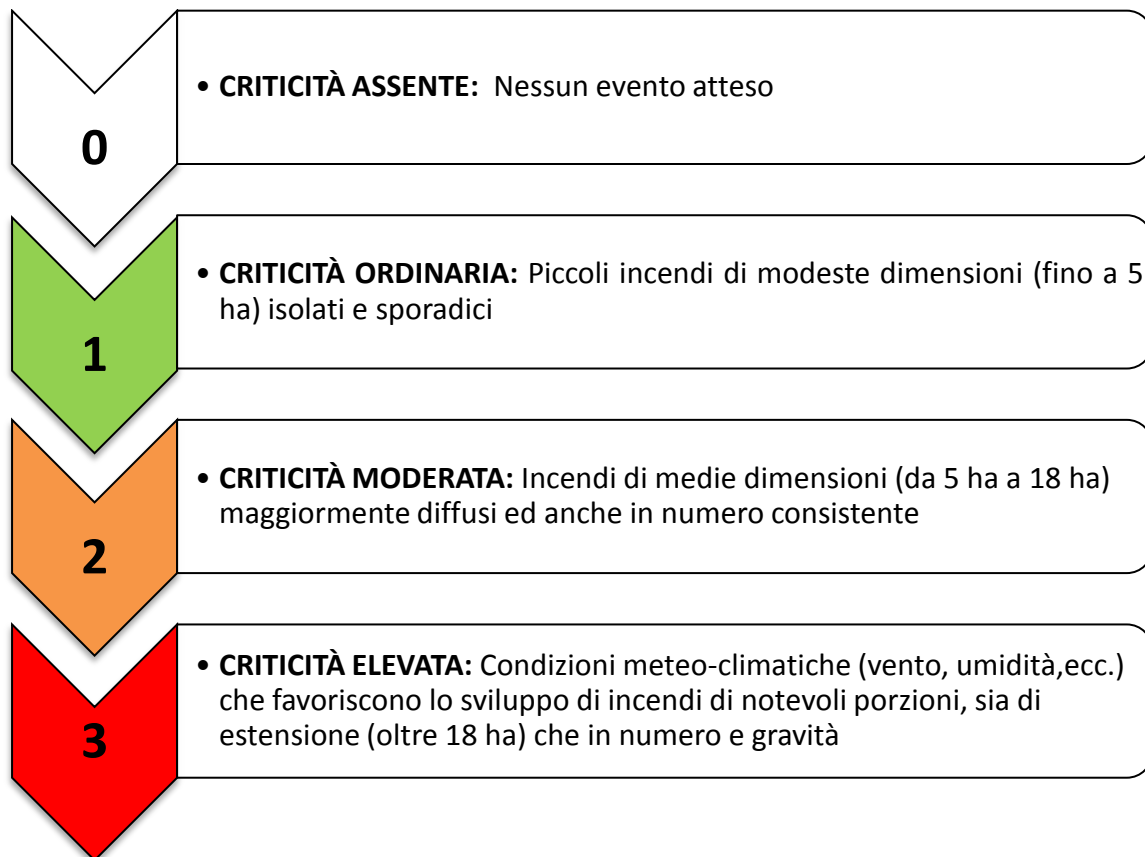 0
• CRITICITÀ ASSENTE: Nessun evento atteso
1
• CRITICITÀ ORDINARIA: Piccoli incendi di modeste dimensioni (fino a 5
ha) isolati e sporadici
2
• CRITICITÀ MODERATA: Incendi di medie dimensioni (da 5 ha a 18 ha)
maggiormente diffusi ed anche in numero consistente
3
• CRITICITÀ ELEVATA: Condizioni meteo-climatiche (vento, umidità,ecc.)
che favoriscono lo sviluppo di incendi di notevoli porzioni, sia di
estensione (oltre 18 ha) che in numero e gravità